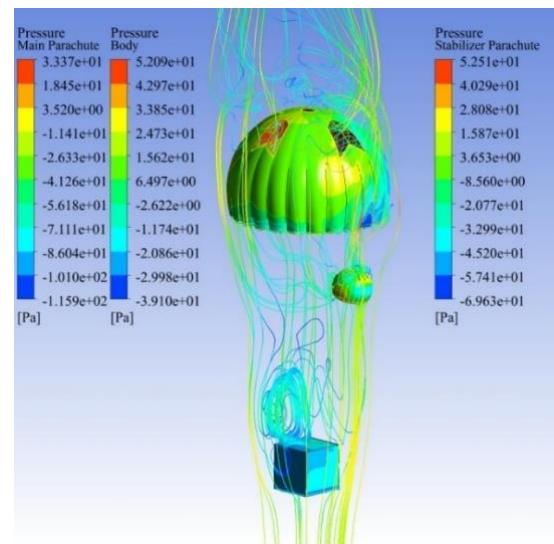 Pressure
Main Parachute
3.337e+01
1.845e+01
3.520e+00
-1.141e+01
-2.633e+01
-4.126e+01
-5.618e+01
-7.111e+01
-8.604e+01
-1.010e+02
-1.159e+02
[Pa]
Pressure
Body
5.209e+01
4.297e+01
3.385e+01
2.473e+01
1.562e+01
6.497e+00
-2.622e+00
-1.174e+01
-2.086e+01
-2.998e+01
-3.910e+01
[Pa]
Pressure
Stabilizer Parachute
5.251e+01
4.029e+01
2.808e+01
1.587e+01
3.653e+00
-8.560e+00
-2.077e+01
-3.299e+01
-4.520e+01
-5.741e+01
-6.963e+01
[Pa]